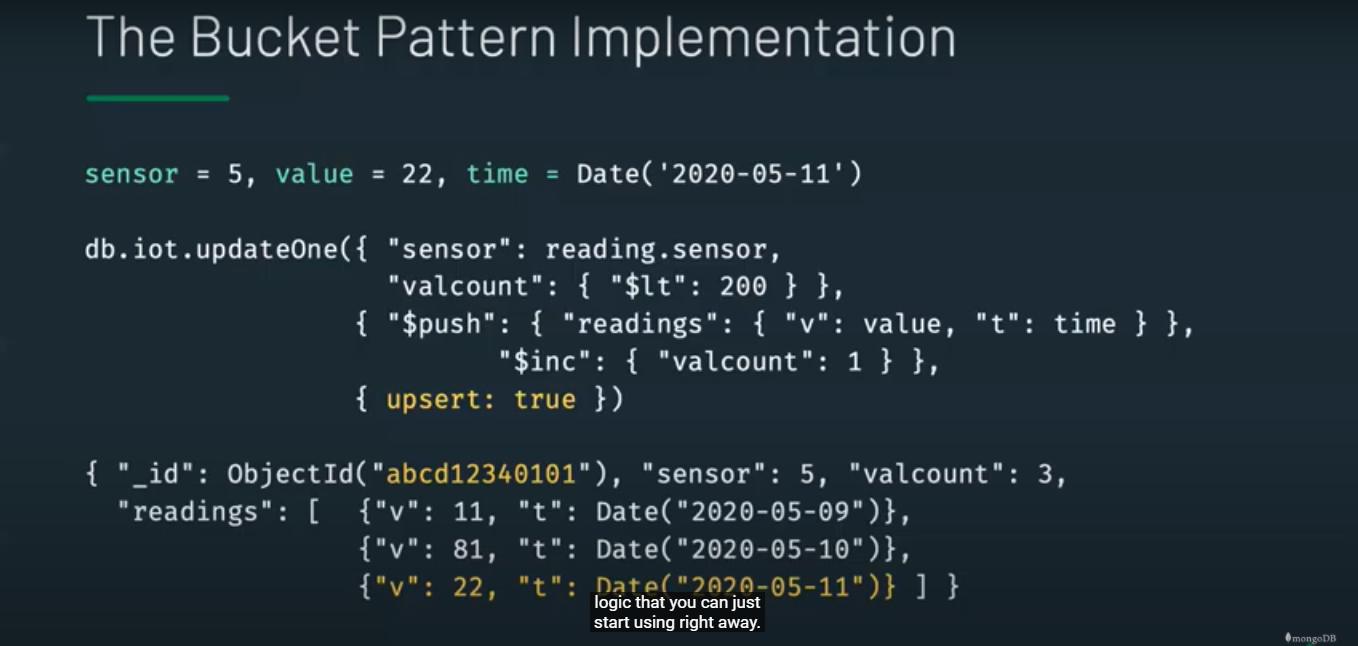 The Bucket Pattern Implementation
sensor = 5, value = 22, time = Date('2020-05-11')
db.iot.updateOne({ "sensor": reading.sensor,
"valcount": { "$lt": 200 } },
{ "$push": { "readings": { "v": value, "t": time } },
"$inc": { "valcount": 1 } },
{ upsert: true })
{ "_id": ObjectId("abcd12340101"), "sensor": 5, "valcount": 3,
"readings": [ {"v": 11, "t": Date("2020-05-09")},
{"v": 81, "t": Date("2020-05-10")},
{"v": 22, "t": Date("2020-05-11")} ] }
logic that you can just
start using right away.
mongoDB